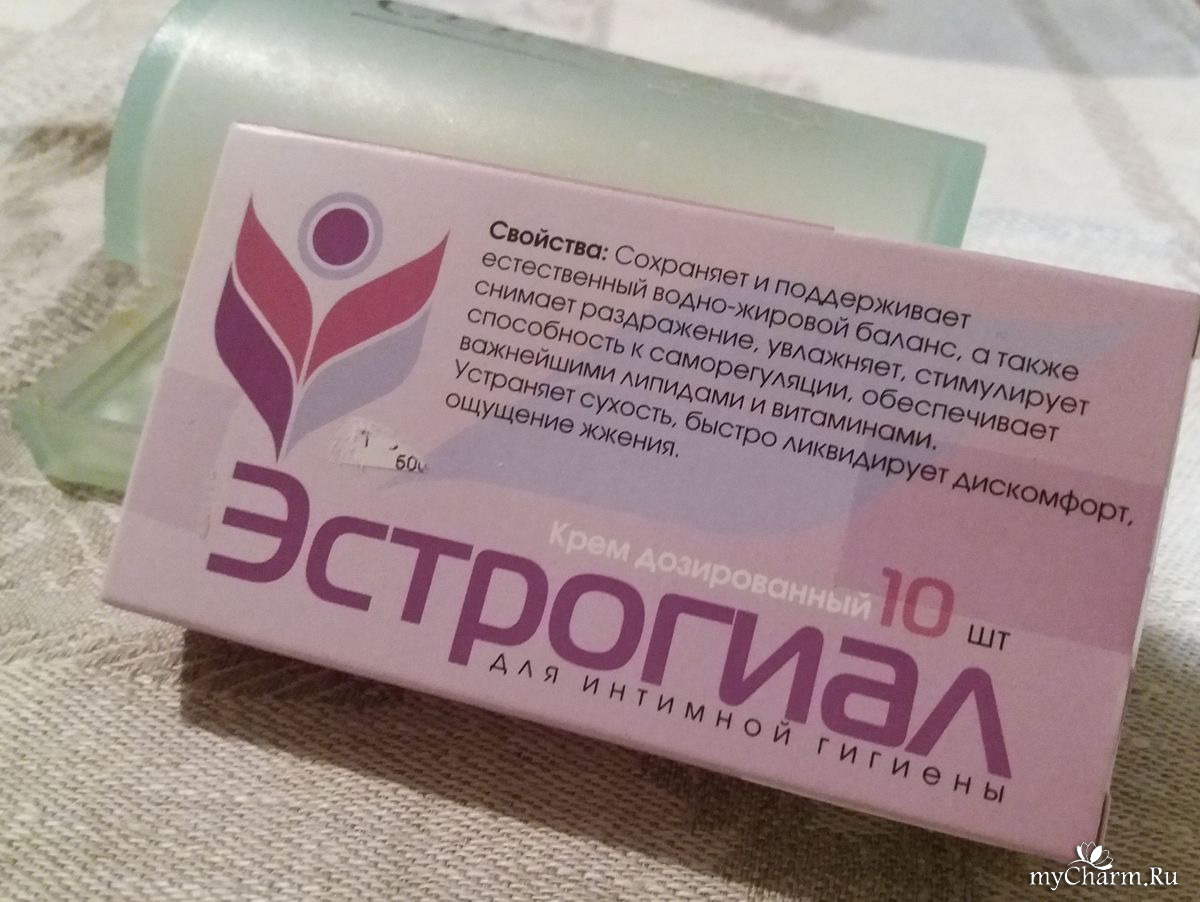 Свойства: Сохраняет и поддерживает
естественный водно-жировой баланс, а также
снимает раздражение, увлажняет, стимулирует
способность к саморегуляции, обеспечивает
важнейшими липидами и витаминами.
Устраняет сухость, быстро ликвидирует дискомфорт,
ощущение жжения.
Крем дозированный 10 шт
Эстрогиал
для интимной гигиены
myCharm.Ru